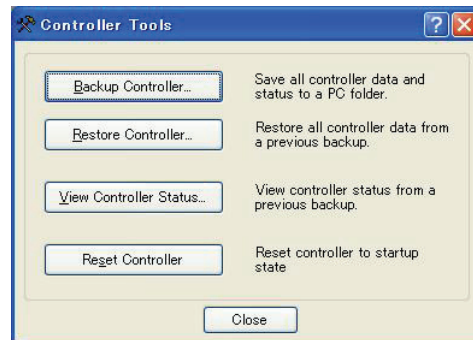 Controller Tools
Backup Controller...
Save all controller data and
status to a PC folder.
Restore Controller...
Restore all controller data from
a previous backup.
View Controller Status...
View controller status from a
previous backup.
Reset Controller
Reset controller to startup
state
Close